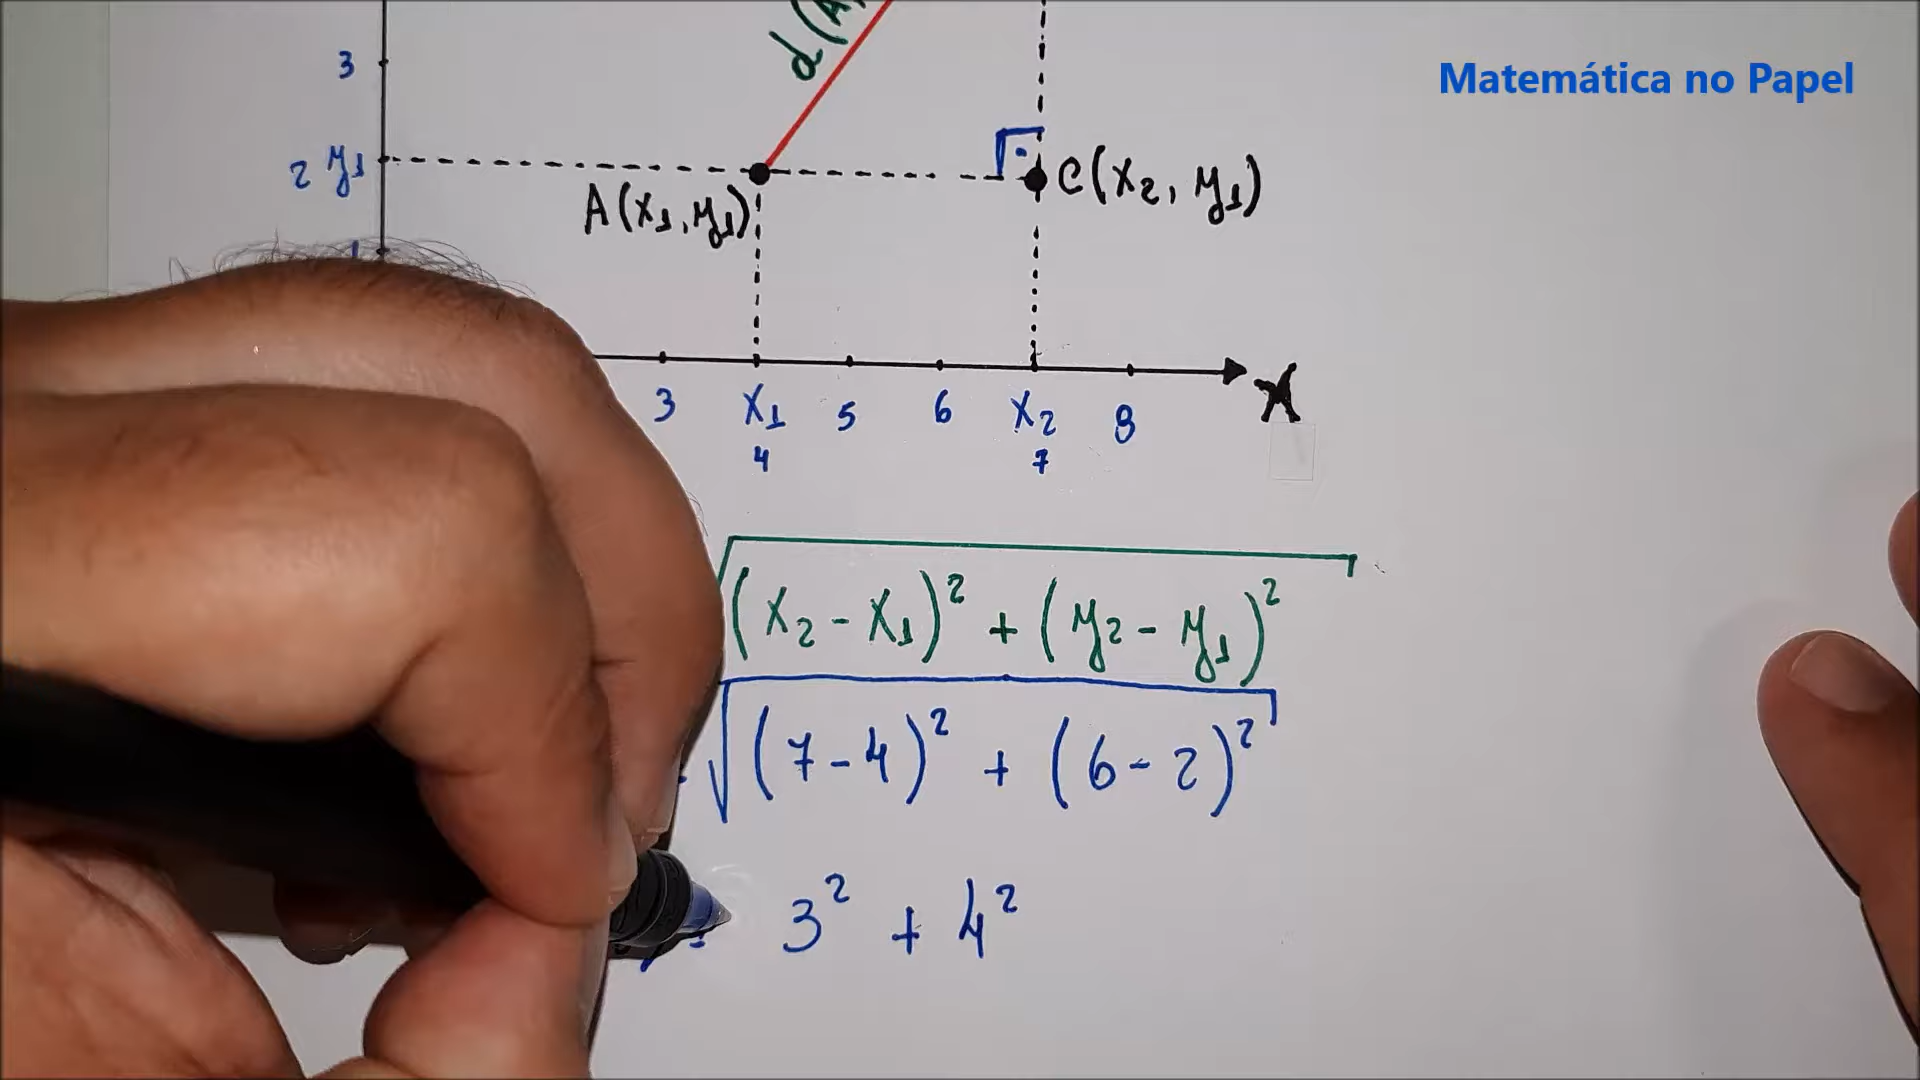 Matemática no Papel
d(A,
3
2 y₁
A(x₁, y₁)
C(x₂, y₁)
1
3 x₁ 5 6 x₂ 8 X
4 7
√(x₂ - x₁)² + (y₂ - y₁)²
√(7 - 4)² + (6 - 2)²
= 3² + 4²